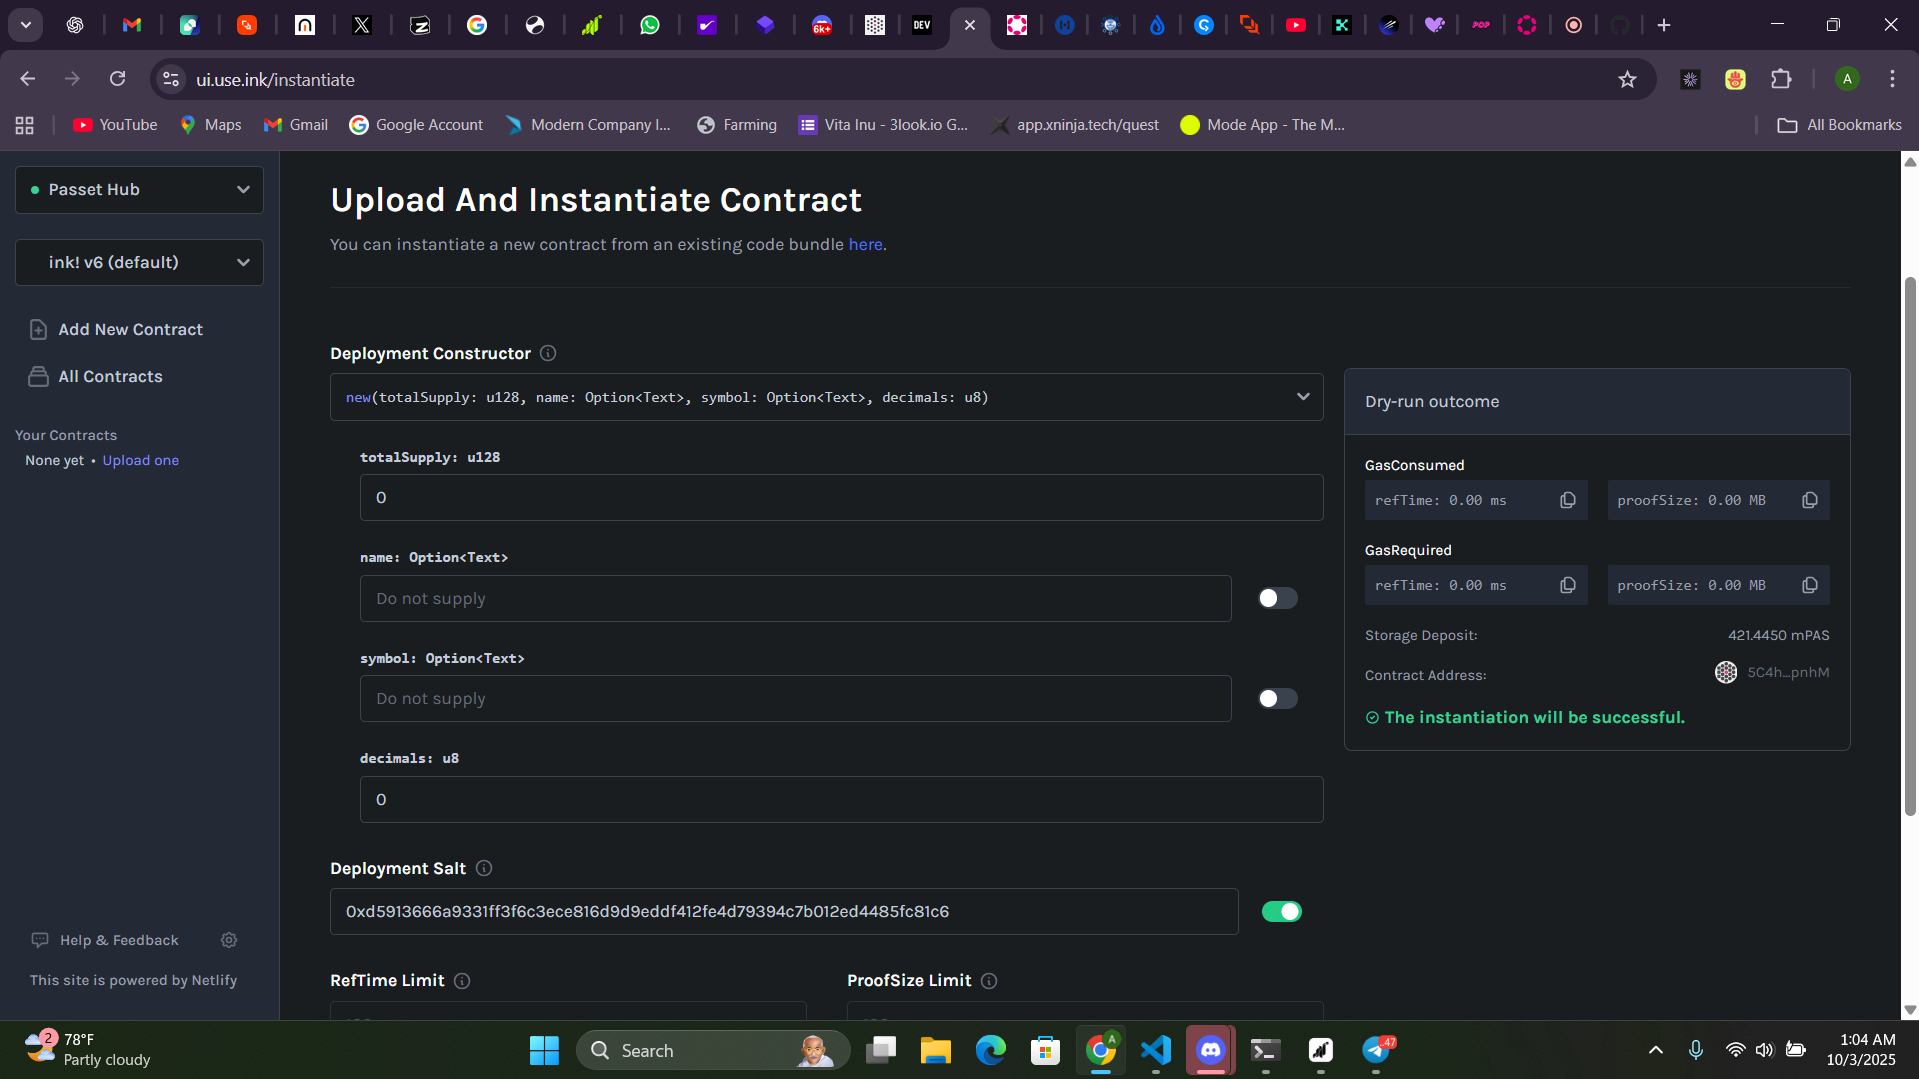 6k+
DEV
POP
ui.use.ink/instantiate
A
YouTube
Maps
Gmail
Google Account
Modern Company I...
Farming
Vita Inu - 3look.io G...
app.xninja.tech/quest
Mode App - The M...
All Bookmarks
Passet Hub
ink! v6 (default)
Add New Contract
All Contracts
Your Contracts
None yet • Upload one
Help & Feedback
This site is powered by Netlify
Upload And Instantiate Contract
You can instantiate a new contract from an existing code bundle here.
Deployment Constructor
new(totalSupply: u128, name: Option<Text>, symbol: Option<Text>, decimals: u8)
totalSupply: u128
0
name: Option<Text>
Do not supply
symbol: Option<Text>
Do not supply
decimals: u8
0
Deployment Salt
0xd5913666a9331ff3f6c3ece816d9d9eddf412fe4d79394c7b012ed4485fc81c6
RefTime Limit
ProofSize Limit
Dry-run outcome
GasConsumed
refTime: 0.00 ms
proofSize: 0.00 MB
GasRequired
refTime: 0.00 ms
proofSize: 0.00 MB
Storage Deposit:
421.4450 mPAS
Contract Address:
5C4h...pnhM
The instantiation will be successful.
2
78°F
Partly cloudy
Search
A
47
1:04 AM
10/3/2025